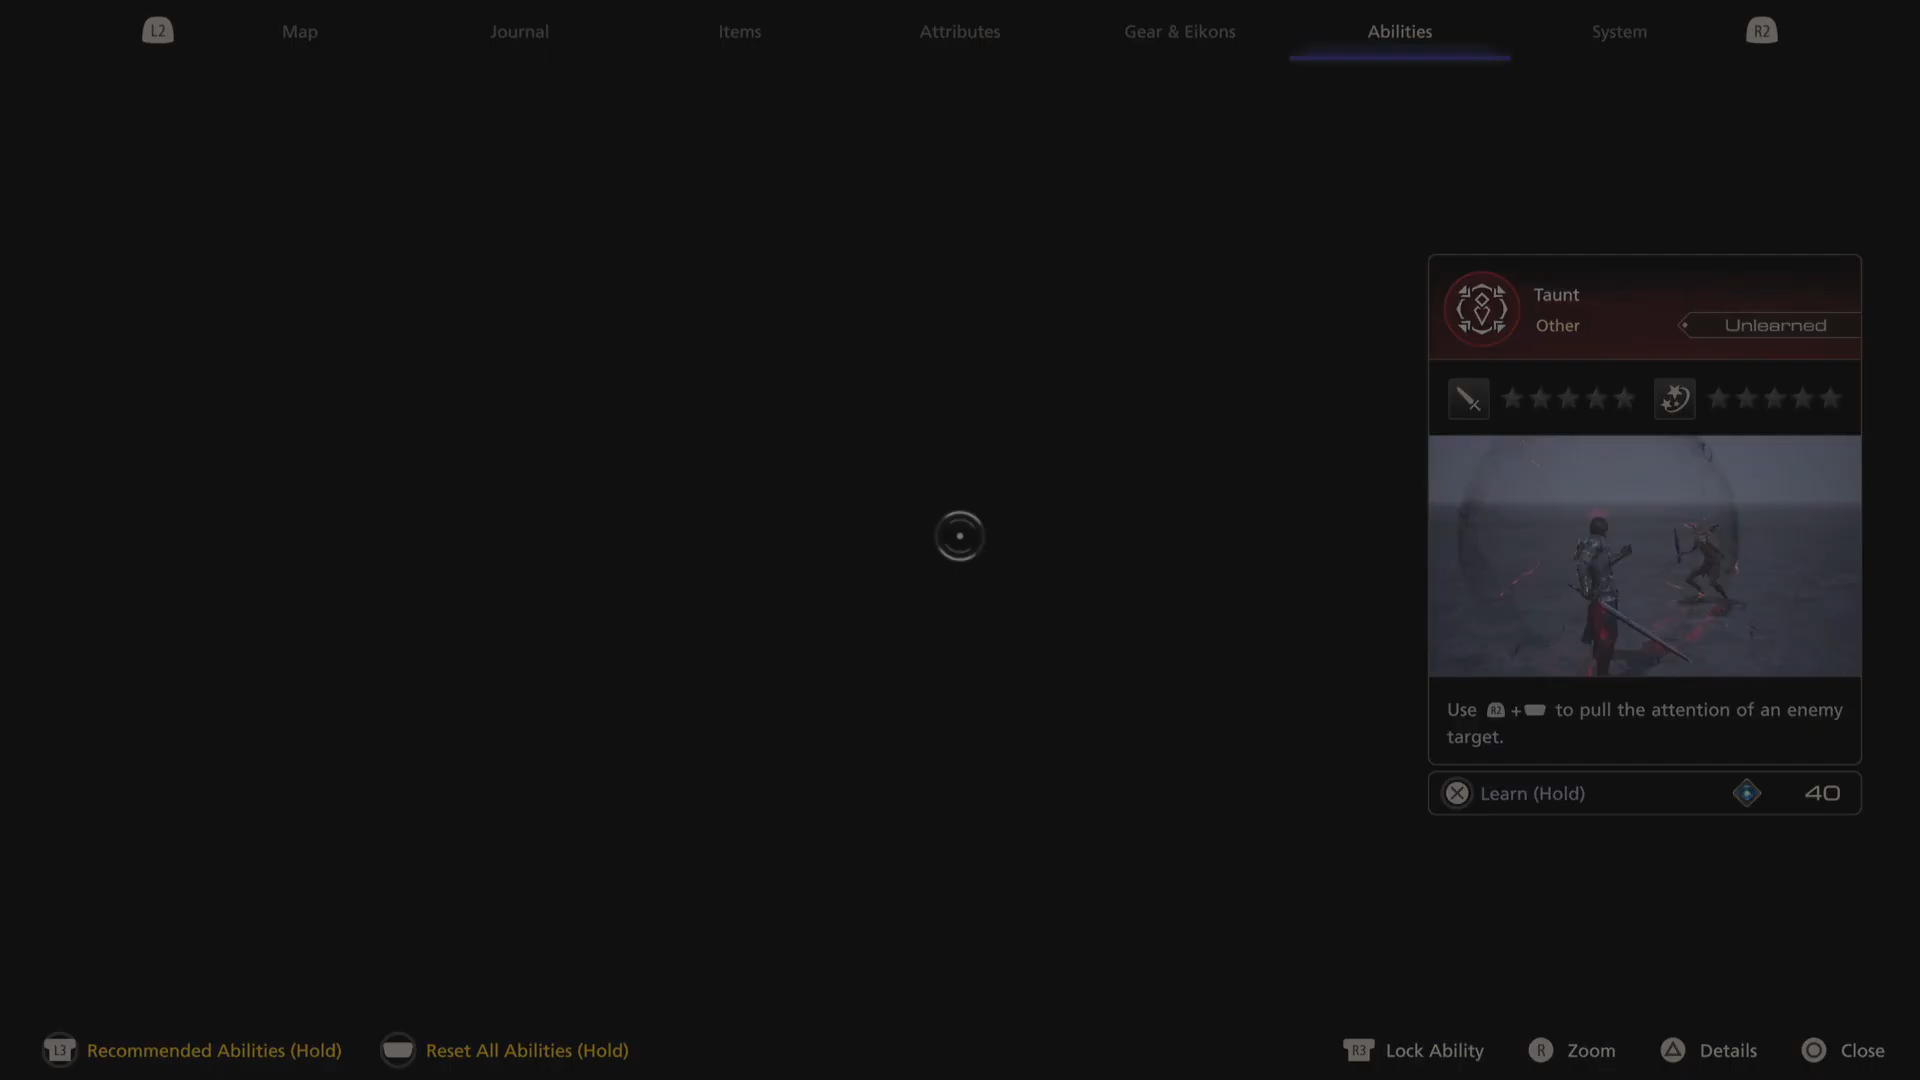 L2 Map Journal Items Attributes Gear & Eikons Abilities System R2
Taunt
Other
Unlearned
Use R2 + to pull the attention of an enemy
target.
Learn (Hold) 40
L3 Recommended Abilities (Hold) Reset All Abilities (Hold) R3 Lock Ability R Zoom Details Close